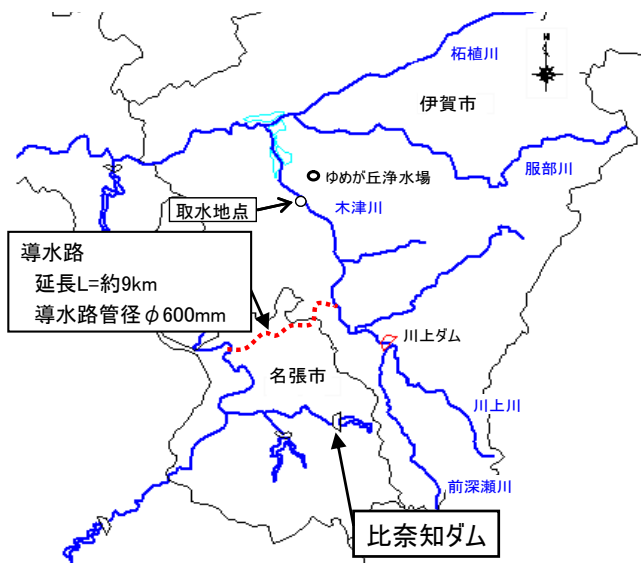 柘植川
伊賀市
N
服部川
ゆめが丘浄水場
取水地点
木津川
導水路
延長L=約9km
導水路管径φ600mm
川上ダム
名張市
川上川
前深瀬川
比奈知ダム